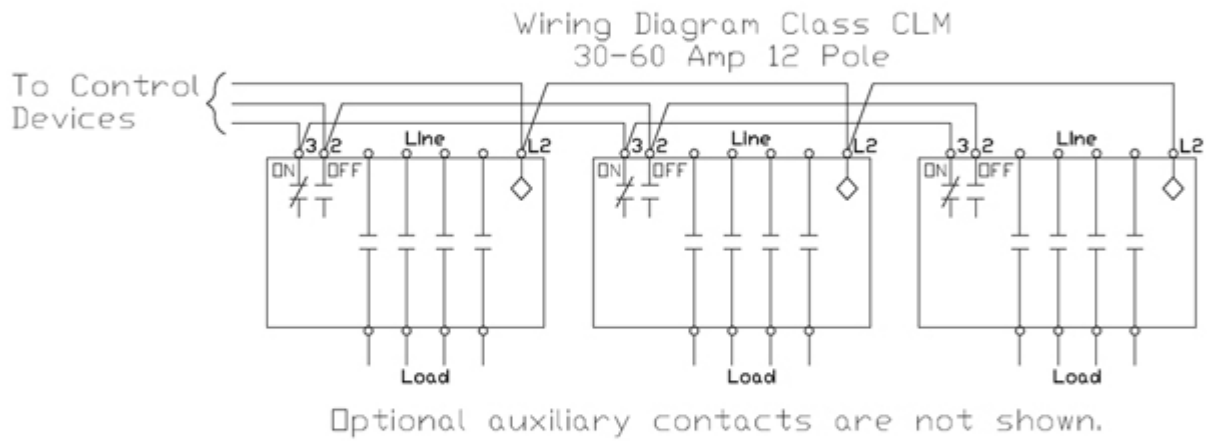 Wiring Diagram Class CLM
30-60 Amp 12 Pole
To Control
Devices
3 2 LIne L2 3 2 LIne L2 3 2 LIne L2
ON OFF ON OFF ON OFF
Load Load Load
Optional auxiliary contacts are not shown.